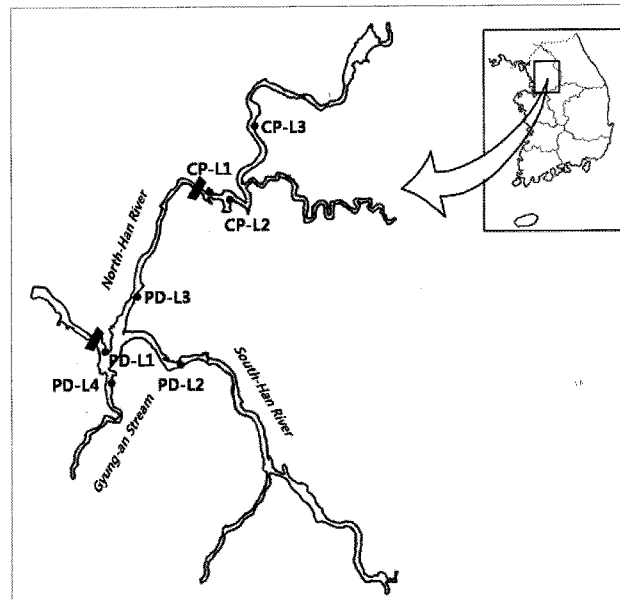 CP-L3
CP-L1
CP-L2
North-Han River
PD-L3
PD-L1
PD-L2
PD-L4
South-Han River
Gyung-an Stream